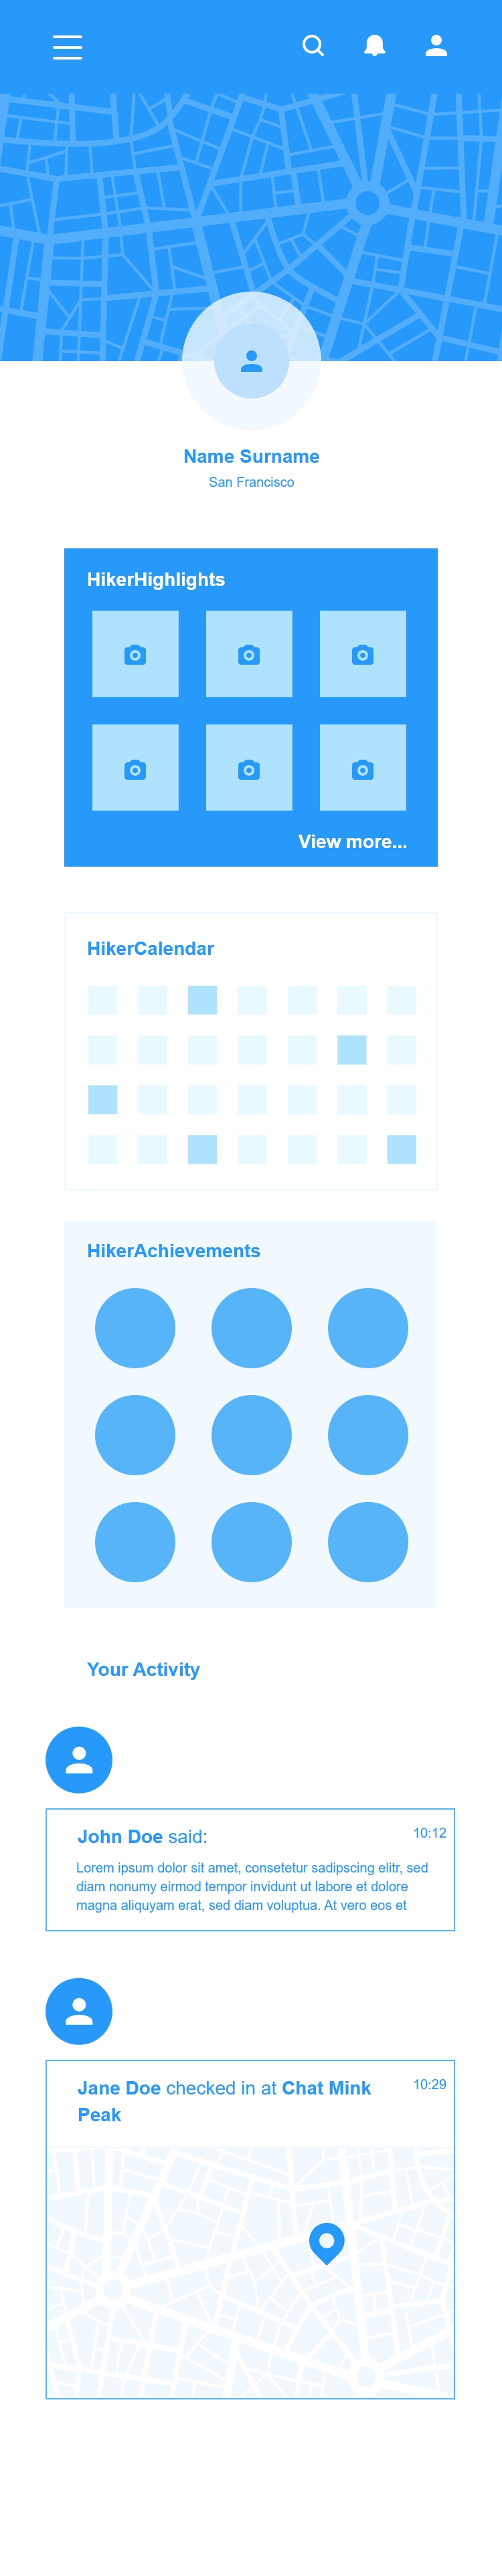 Name Surname
San Francisco
HikerHighlights
View more...
HikerCalendar
HikerAchievements
Your Activity
John Doe said:
10:12
Lorem ipsum dolor sit amet, consetetur sadipscing elitr, sed
diam nonumy eirmod tempor invidunt ut labore et dolore
magna aliquyam erat, sed diam voluptua. At vero eos et
Jane Doe checked in at Chat Mink
10:29
Peak